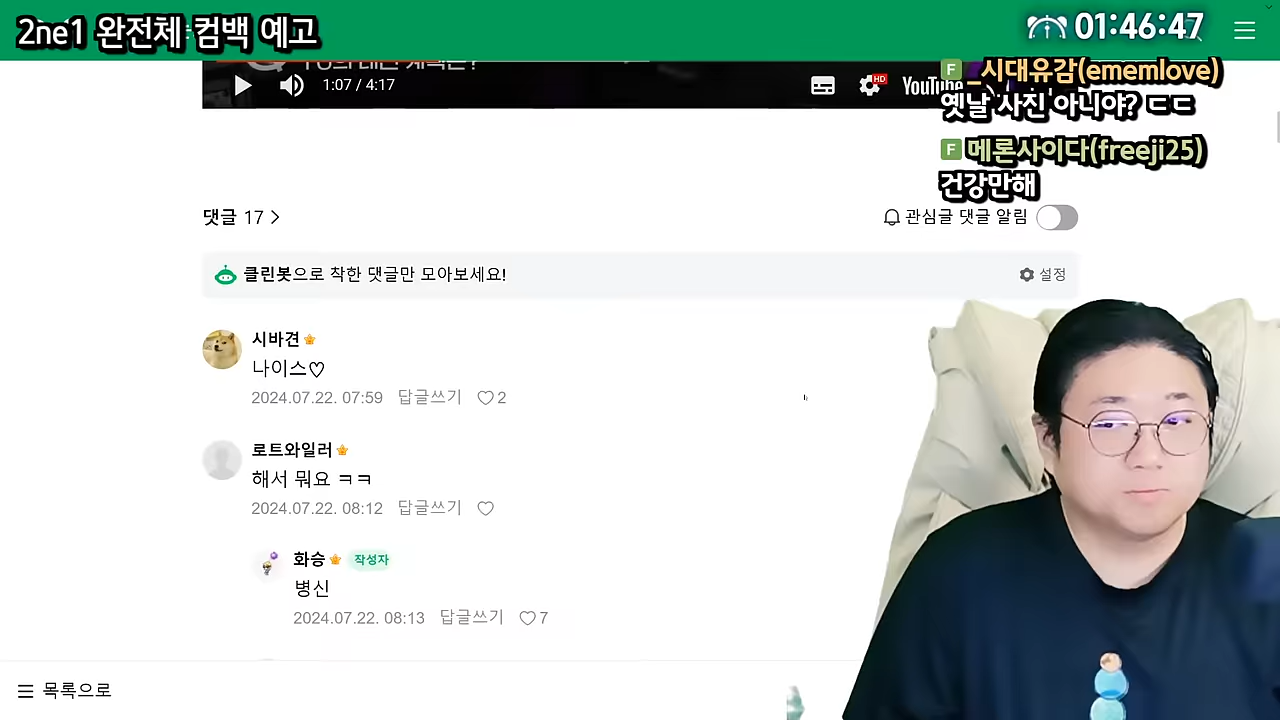 2ne1 완전체 컴백 예고
01:46:47
1:07 / 4:17
HD
YouTube
F _시대유감(ememlove)
옛날 사진 아니야? ㄷㄷ
F 메론사이다(freeji25)
건강만해
댓글 17 >
관심글 댓글 알림
클린봇으로 착한 댓글만 모아보세요!
설정
시바견
나이스♡
2024.07.22. 07:59 답글쓰기 ♡ 2
로트와일러
해서 뭐요 ㅋㅋ
2024.07.22. 08:12 답글쓰기 ♡
화승 작성자
병신
2024.07.22. 08:13 답글쓰기 ♡ 7
목록으로